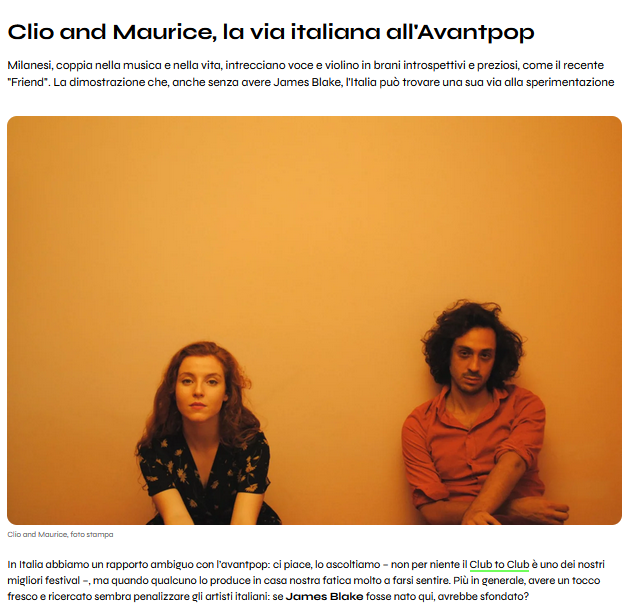 Clio and Maurice, la via italiana all'Avantpop
Milanesi, coppia nella musica e nella vita, intrecciano voce e violino in brani introspettivi e preziosi, come il recente
"Friend". La dimostrazione che, anche senza avere James Blake, l'Italia può trovare una sua via alla sperimentazione
Clio and Maurice, foto stampa
In Italia abbiamo un rapporto ambiguo con l'avantpop: ci piace, lo ascoltiamo – non per niente il Club to Club è uno dei nostri
migliori festival –, ma quando qualcuno lo produce in casa nostra fatica molto a farsi sentire. Più in generale, avere un tocco
fresco e ricercato sembra penalizzare gli artisti italiani: se James Blake fosse nato qui, avrebbe sfondato?